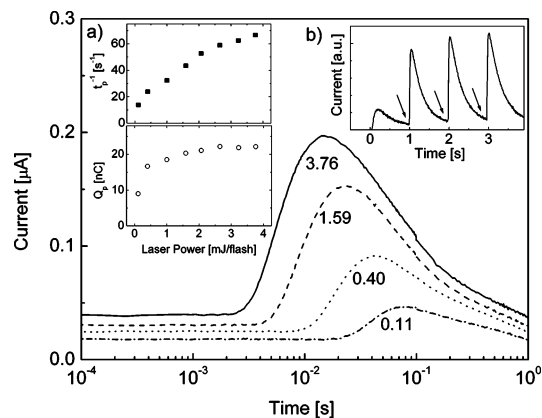 a)
t_p^-1 [s^-1]
60
40
20
0
Q_p [nC]
20
10
0
0 1 2 3 4
Laser Power [mJ/flash]
b)
Current [a.u.]
0 1 2 3
Time [s]
3.76
1.59
0.40
0.11
Current [µA]
0.3
0.2
0.1
0.0
10^-4 10^-3 10^-2 10^-1 10^0
Time [s]